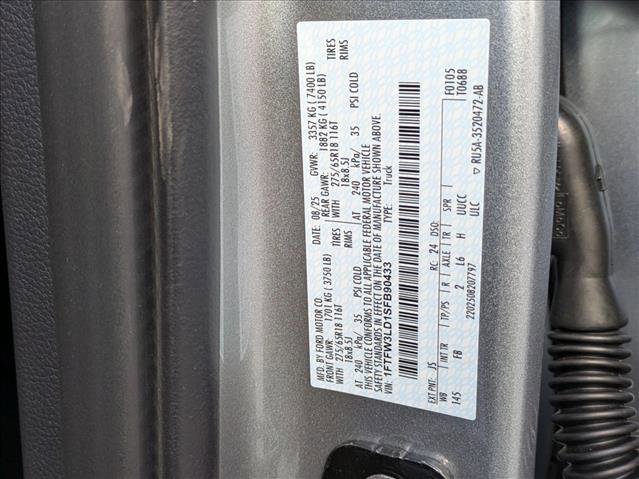 MFD. BY FORD MOTOR CO. 08/25 GVWR: 3357 KG ( 7400 LB)
FRONT GAWR: 1701 KG ( 3750 LB) REAR GAWR: 1882 KG ( 4150 LB)
WITH 275/65R18 116T TIRES WITH 275/65R18 116T TIRES
18x8.5J RIMS 18x8.5J RIMS
AT 240 kPa/ 35 PSI COLD AT 240 kPa/ 35 PSI COLD
THIS VEHICLE CONFORMS TO ALL APPLICABLE FEDERAL MOTOR VEHICLE
SAFETY STANDARDS IN EFFECT ON THE DATE OF MANUFACTURE SHOWN ABOVE.
VIN: 1FTFW3LD1SFB90433 TYPE: Truck
F0105
T0688
EXT PNT: JS RC: 24 DSO:
WB INT TR TP/PS R AXLE TR SPR
145 FB 2 L6 H UUCC
ULC
2202508207797
▽ RU5A-3520472-AB